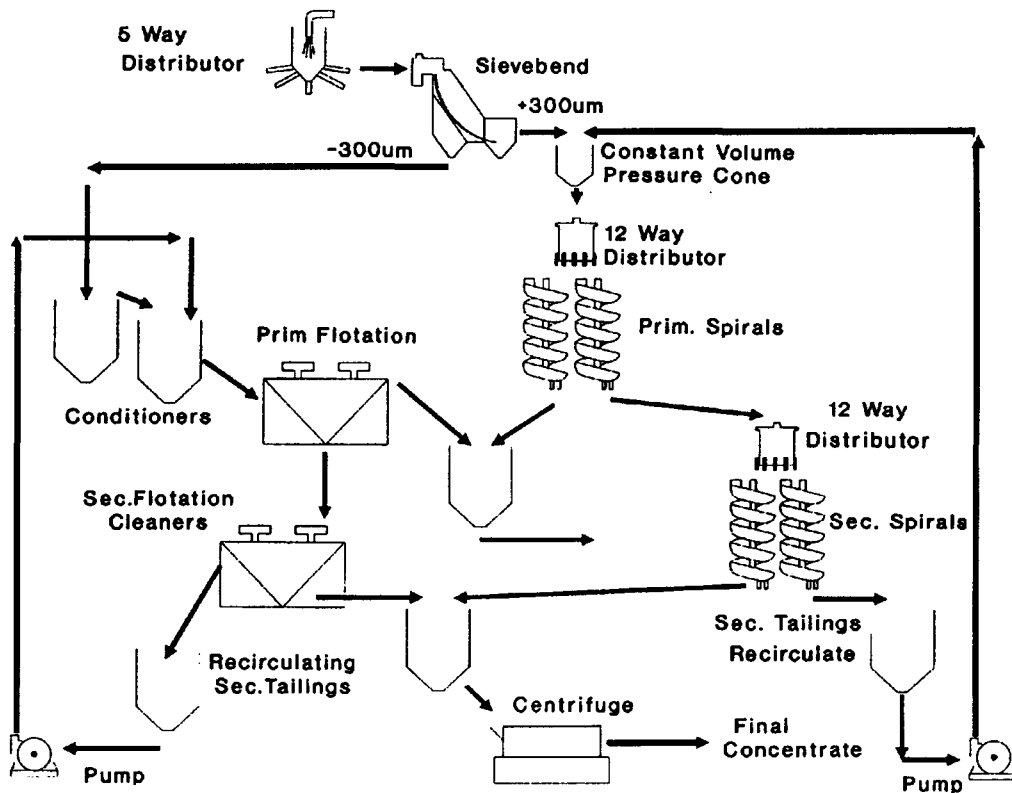 5 Way
Distributor
Sievebend
+300um
-300um
Constant Volume
Pressure Cone
12 Way
Distributor
Prim. Spirals
Prim Flotation
Conditioners
12 Way
Distributor
Sec.Flotation
Cleaners
Sec. Spirals
Sec. Tailings
Recirculate
Recirculating
Sec.Tailings
Centrifuge
Final
Concentrate
Pump
Pump